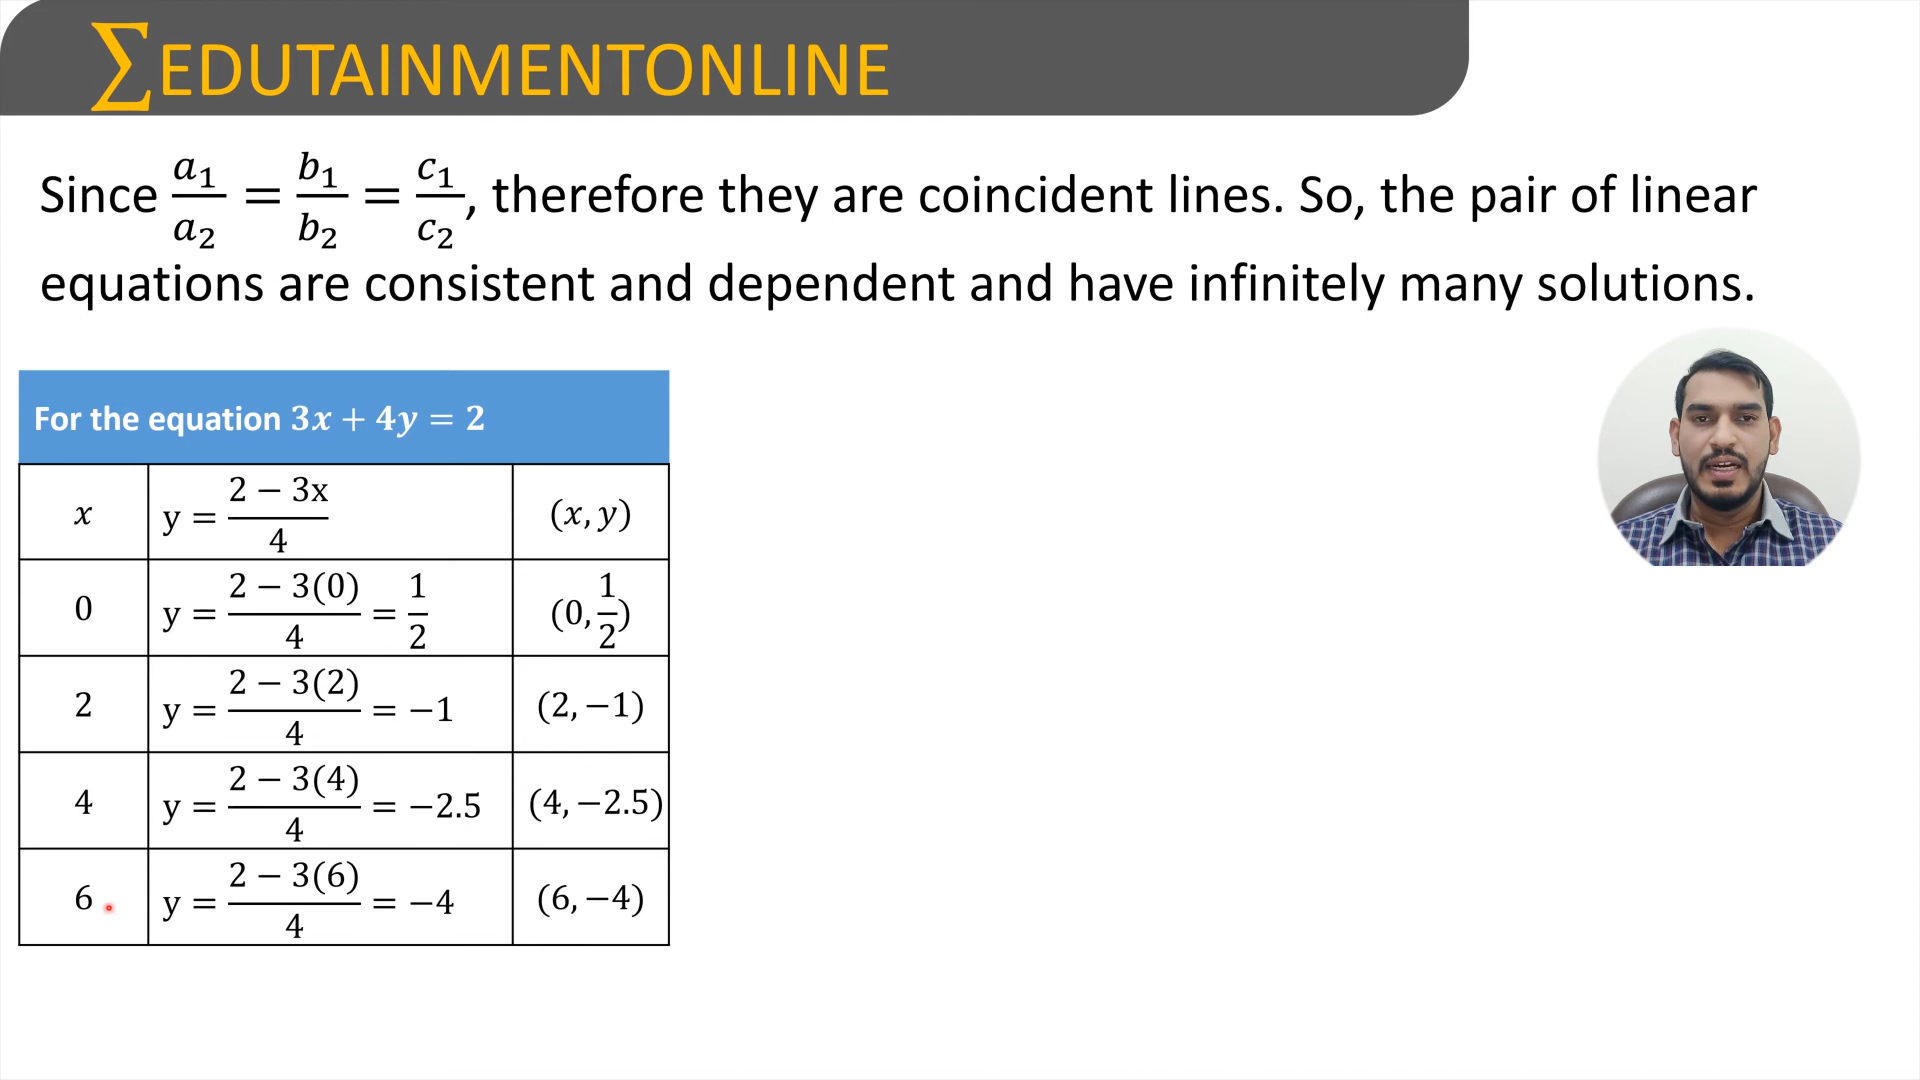 ∑EDUTAINMENTONLINE
Since a₁/a₂ = b₁/b₂ = c₁/c₂, therefore they are coincident lines. So, the pair of linear
equations are consistent and dependent and have infinitely many solutions.
For the equation 3x + 4y = 2
x y = (2 − 3x)/4 (x, y)
0 y = (2 − 3(0))/4 = 1/2 (0, 1/2)
2 y = (2 − 3(2))/4 = −1 (2, −1)
4 y = (2 − 3(4))/4 = −2.5 (4, −2.5)
6 y = (2 − 3(6))/4 = −4 (6, −4)